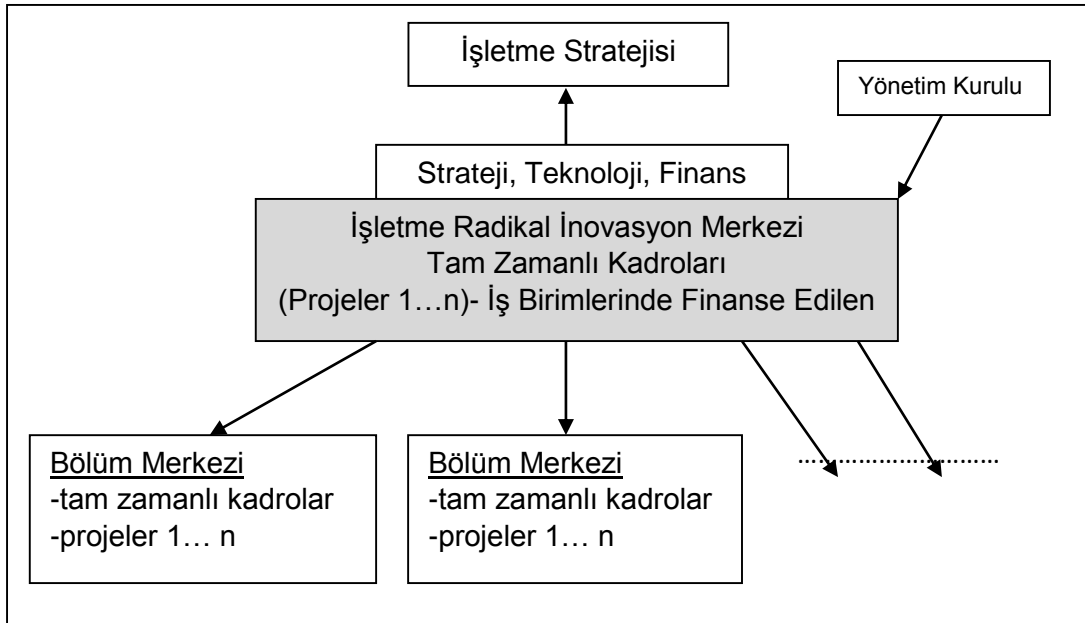 İşletme Stratejisi
Yönetim Kurulu
Strateji, Teknoloji, Finans
İşletme Radikal İnovasyon Merkezi
Tam Zamanlı Kadroları
(Projeler 1…n)- İş Birimlerinde Finanse Edilen
Bölüm Merkezi
-tam zamanlı kadrolar
-projeler 1… n
Bölüm Merkezi
-tam zamanlı kadrolar
-projeler 1… n